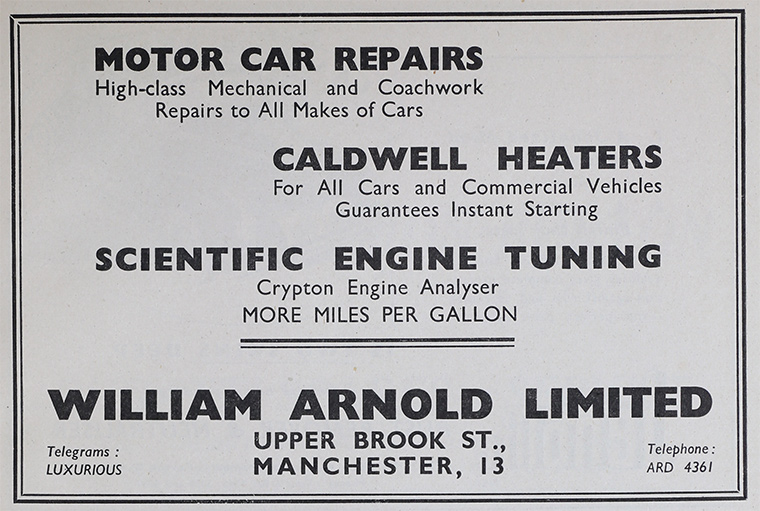 MOTOR CAR REPAIRS
High-class Mechanical and Coachwork
Repairs to All Makes of Cars
CALDWELL HEATERS
For All Cars and Commercial Vehicles
Guarantees Instant Starting
SCIENTIFIC ENGINE TUNING
Crypton Engine Analyser
MORE MILES PER GALLON
WILLIAM ARNOLD LIMITED
UPPER BROOK ST.,
MANCHESTER, 13
Telegrams :
LUXURIOUS
Telephone :
ARD 4361